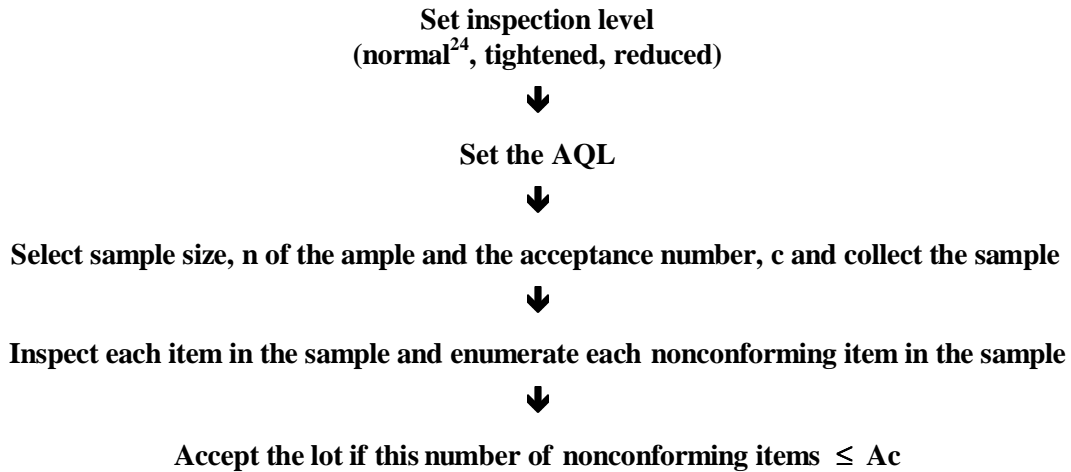 Set inspection level
(normal24, tightened, reduced)
Set the AQL
Select sample size, n of the ample and the acceptance number, c and collect the sample
Inspect each item in the sample and enumerate each nonconforming item in the sample
Accept the lot if this number of nonconforming items ≤ Ac